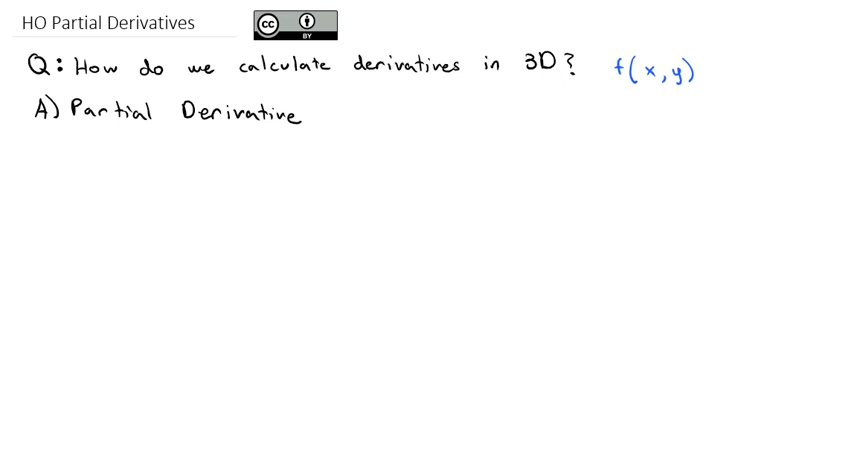 HO Partial Derivatives
cc BY
Q: How do we calculate derivatives in 3D? f(x,y)
A) Partial Derivative